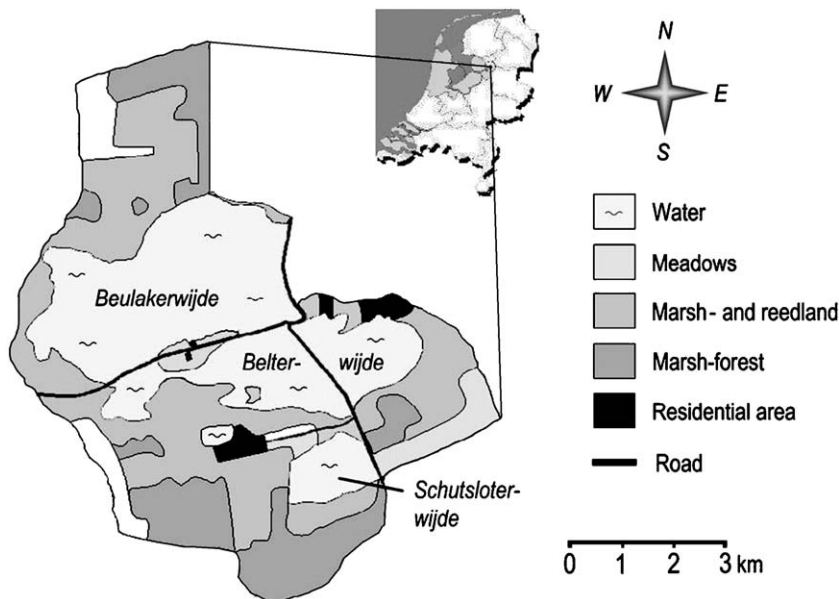 N
W E
S
Water
Meadows
Marsh- and reedland
Marsh-forest
Residential area
Road
0 1 2 3 km
Beulakerwijde
Belter- wijde
Schutsloter-
wijde